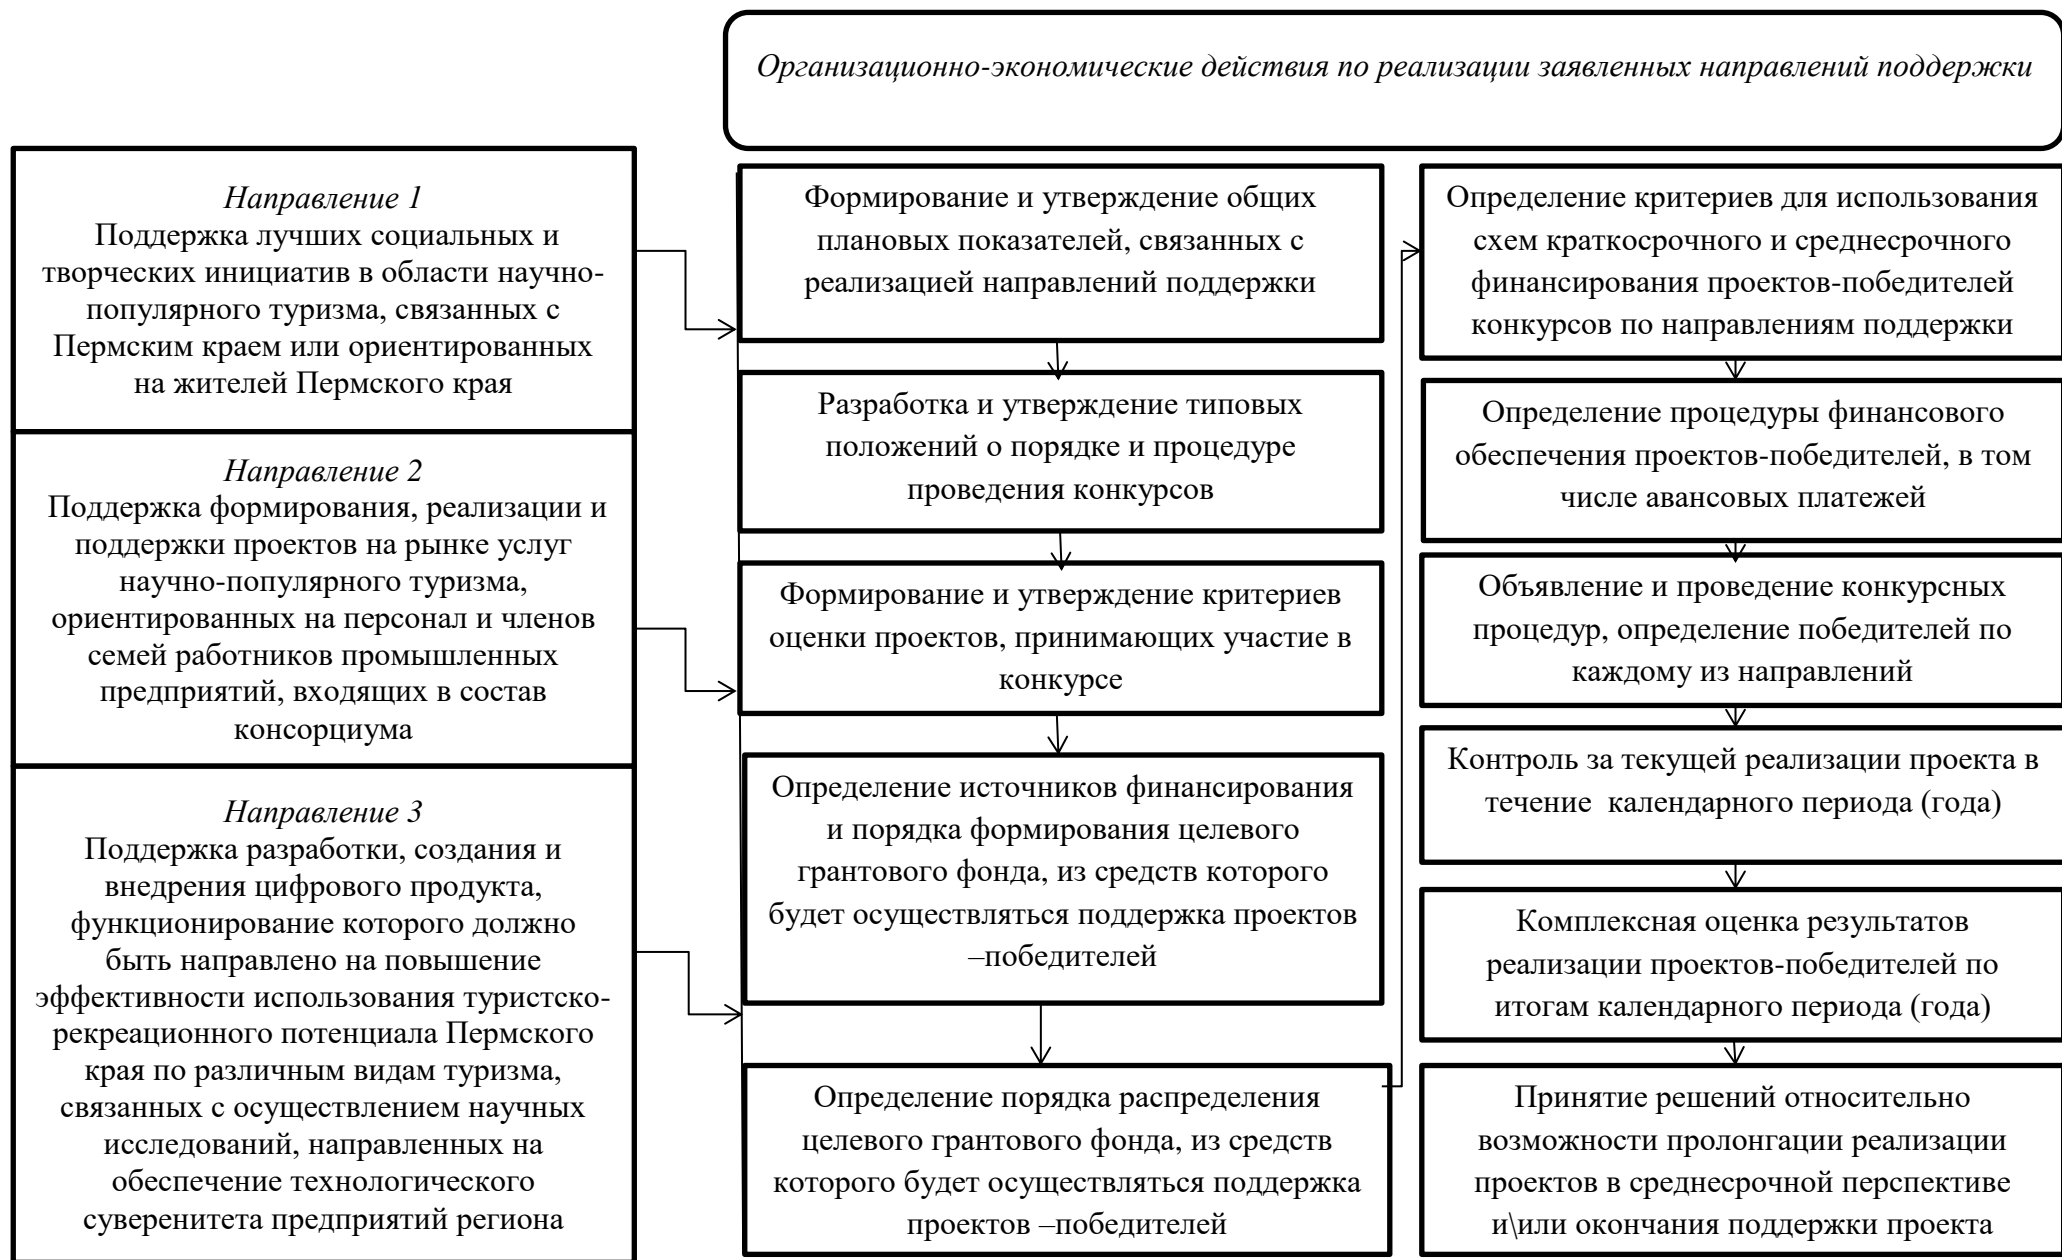 Организационно-экономические действия по реализации заявленных направлений поддержки
Направление 1
Поддержка лучших социальных и
творческих инициатив в области научно-
популярного туризма, связанных с
Пермским краем или ориентированных
на жителей Пермского края
Направление 2
Поддержка формирования, реализации и
поддержки проектов на рынке услуг
научно-популярного туризма,
ориентированных на персонал и членов
семей работников промышленных
предприятий, входящих в состав
консорциума
Направление 3
Поддержка разработки, создания и
внедрения цифрового продукта,
функционирование которого должно
быть направлено на повышение
эффективности использования туристско-
рекреационного потенциала Пермского
края по различным видам туризма,
связанных с осуществлением научных
исследований, направленных на
обеспечение технологического
суверенитета предприятий региона
Формирование и утверждение общих
плановых показателей, связанных с
реализацией направлений поддержки
Разработка и утверждение типовых
положений о порядке и процедуре
проведения конкурсов
Формирование и утверждение критериев
оценки проектов, принимающих участие в
конкурсе
Определение источников финансирования
и порядка формирования целевого
грантового фонда, из средств которого
будет осуществляться поддержка проектов
–победителей
Определение порядка распределения
целевого грантового фонда, из средств
которого будет осуществляться поддержка
проектов –победителей
Определение критериев для использования
схем краткосрочного и среднесрочного
финансирования проектов-победителей
конкурсов по направлениям поддержки
Определение процедуры финансового
обеспечения проектов-победителей, в том
числе авансовых платежей
Объявление и проведение конкурсных
процедур, определение победителей по
каждому из направлений
Контроль за текущей реализации проекта в
течение  календарного периода (года)
Комплексная оценка результатов
реализации проектов-победителей по
итогам календарного периода (года)
Принятие решений относительно
возможности пролонгации реализации
проектов в среднесрочной перспективе
и\или окончания поддержки проекта